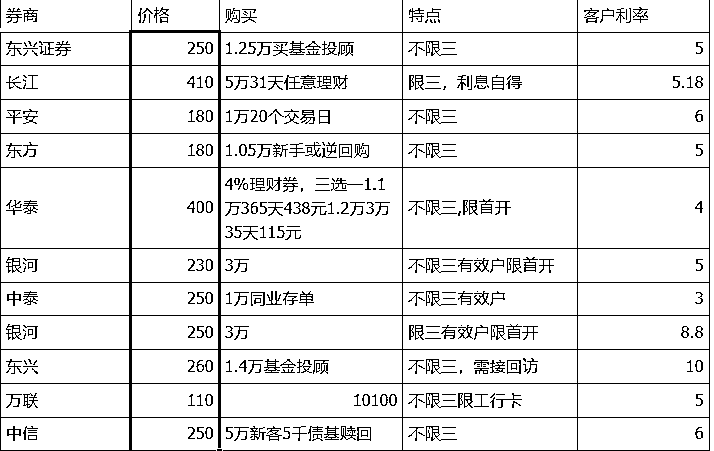 券商 价格 购买 特点 客户利率
东兴证券 250 1.25万买基金投顾 不限三 5
长江 410 5万31天任意理财 限三，利息自得 5.18
平安 180 1万20个交易日 不限三 6
东方 180 1.05万新手或逆回购 不限三 5
华泰 400 4%理财券，三选一1.1
万365天438元1.2万3万
35天115元 不限三,限首开 4
银河 230 3万 不限三有效户限首开 5
中泰 250 1万同业存单 不限三有效户 3
银河 250 3万 限三有效户限首开 8.8
东兴 260 1.4万基金投顾 不限三，需接回访 10
万联 110 10100 不限三限工行卡 5
中信 250 5万新客5千债基赎回 不限三 6